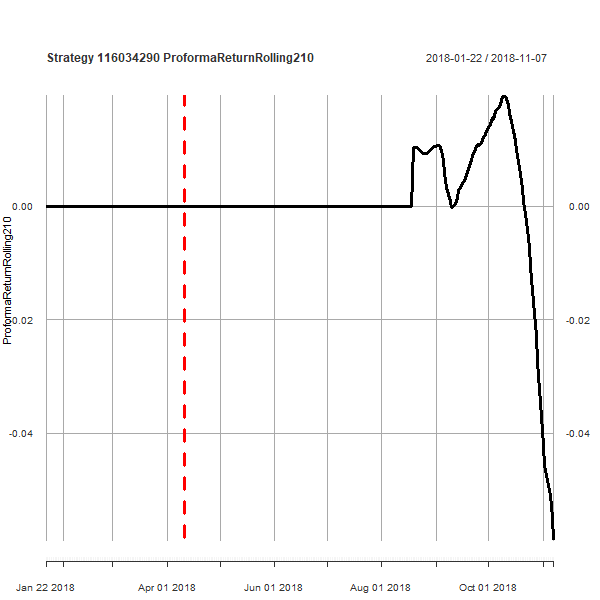 Strategy 116034290 ProformaReturnRolling210
2018-01-22 / 2018-11-07
0.00
0.00
ProformaReturnRolling210
-0.02
-0.02
-0.04
-0.04
Jan 22 2018
Apr 01 2018
Jun 01 2018
Aug 01 2018
Oct 01 2018